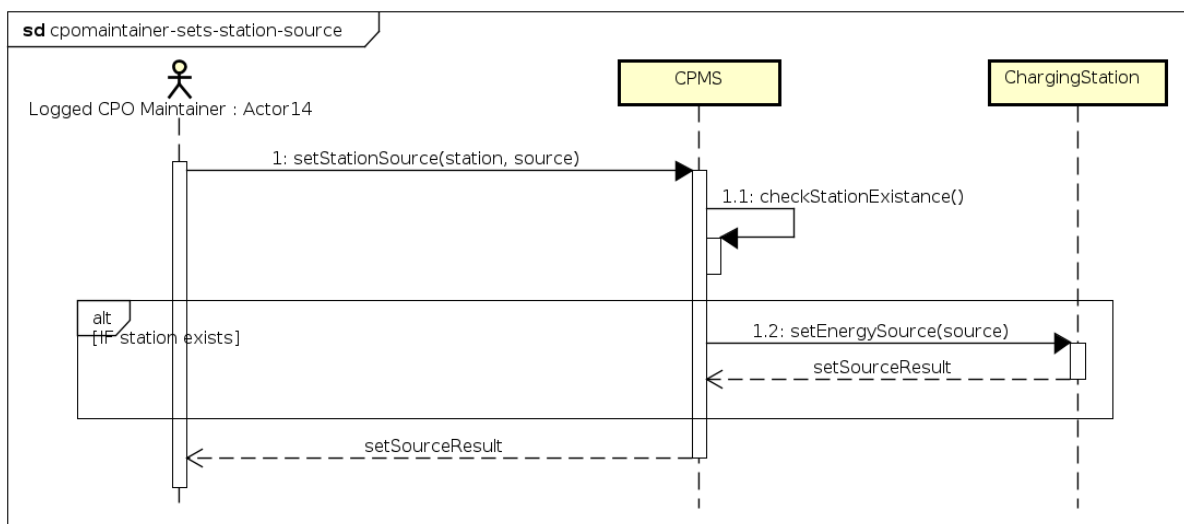 sd cpomaintainer-sets-station-source
Logged CPO Maintainer : Actor14
CPMS
ChargingStation
1: setStationSource(station, source)
1.1: checkStationExistance()
alt
[IF station exists]
1.2: setEnergySource(source)
setSourceResult
setSourceResult